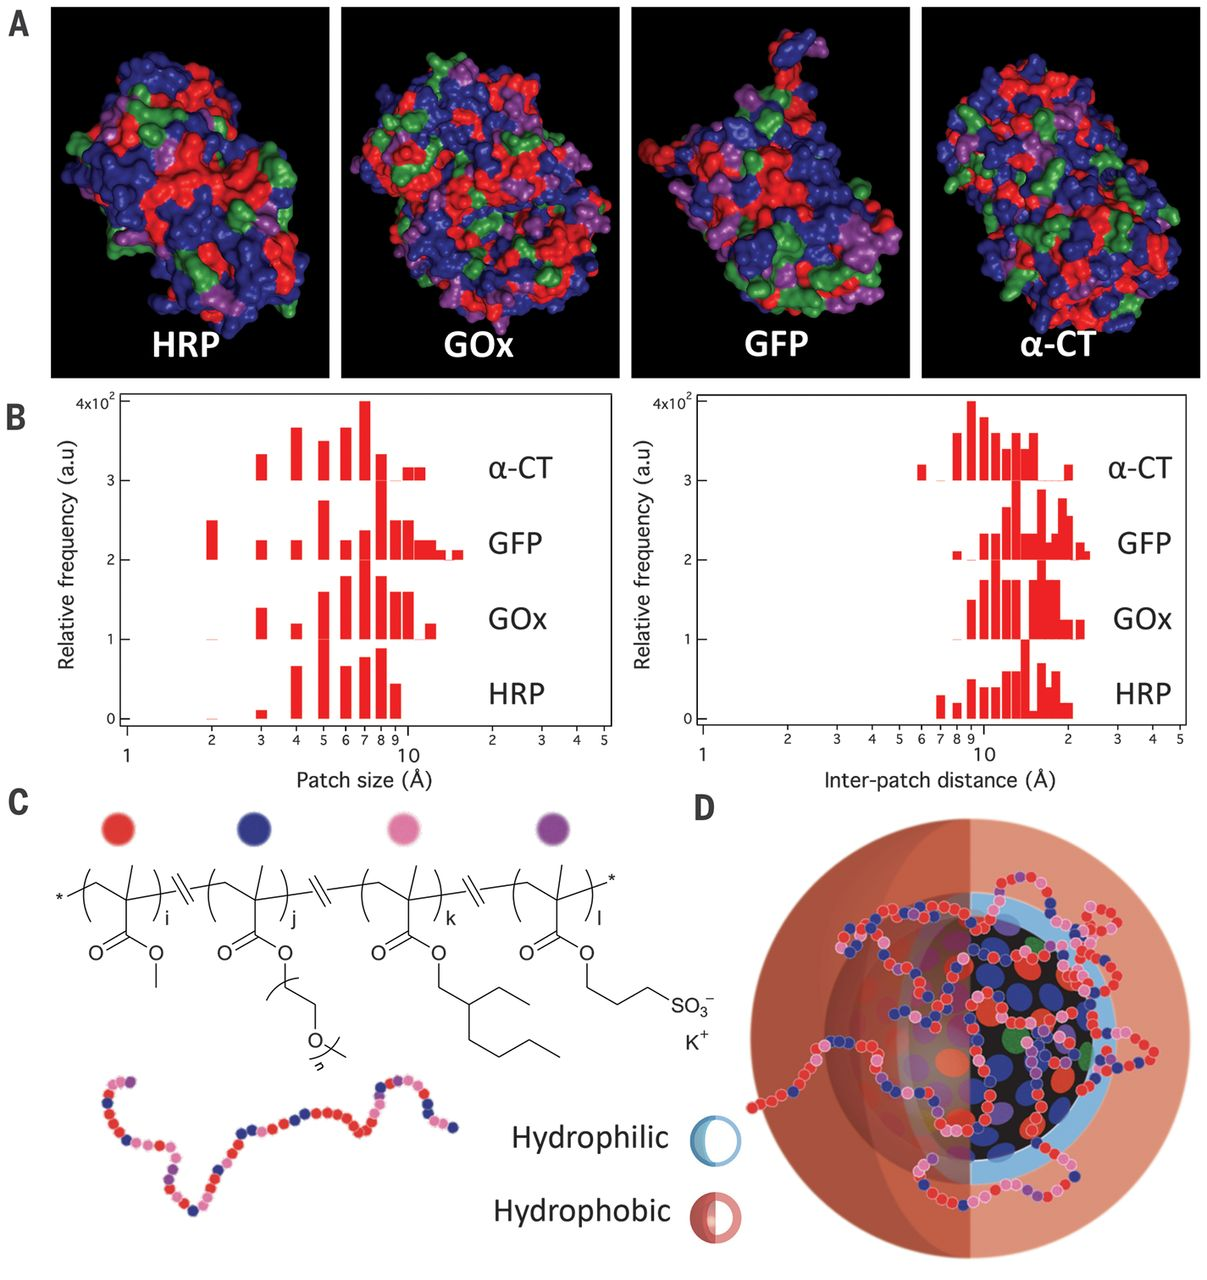 A
HRP
GOx
GFP
α-CT
B
4x10²
3
2
1
0
Relative frequency (a.u)
α-CT
GFP
GOx
HRP
1 2 3 4 5 6 7 8 9 10 2 3 4 5
Patch size (Å)
4x10²
3
2
1
0
Relative frequency (a.u)
α-CT
GFP
GOx
HRP
1 2 3 4 5 6 7 8 9 10 2 3 4 5
Inter-patch distance (Å)
C
* i j k l *
O O O O O O O O
O
n
SO₃⁻
K⁺
Hydrophilic
Hydrophobic
D